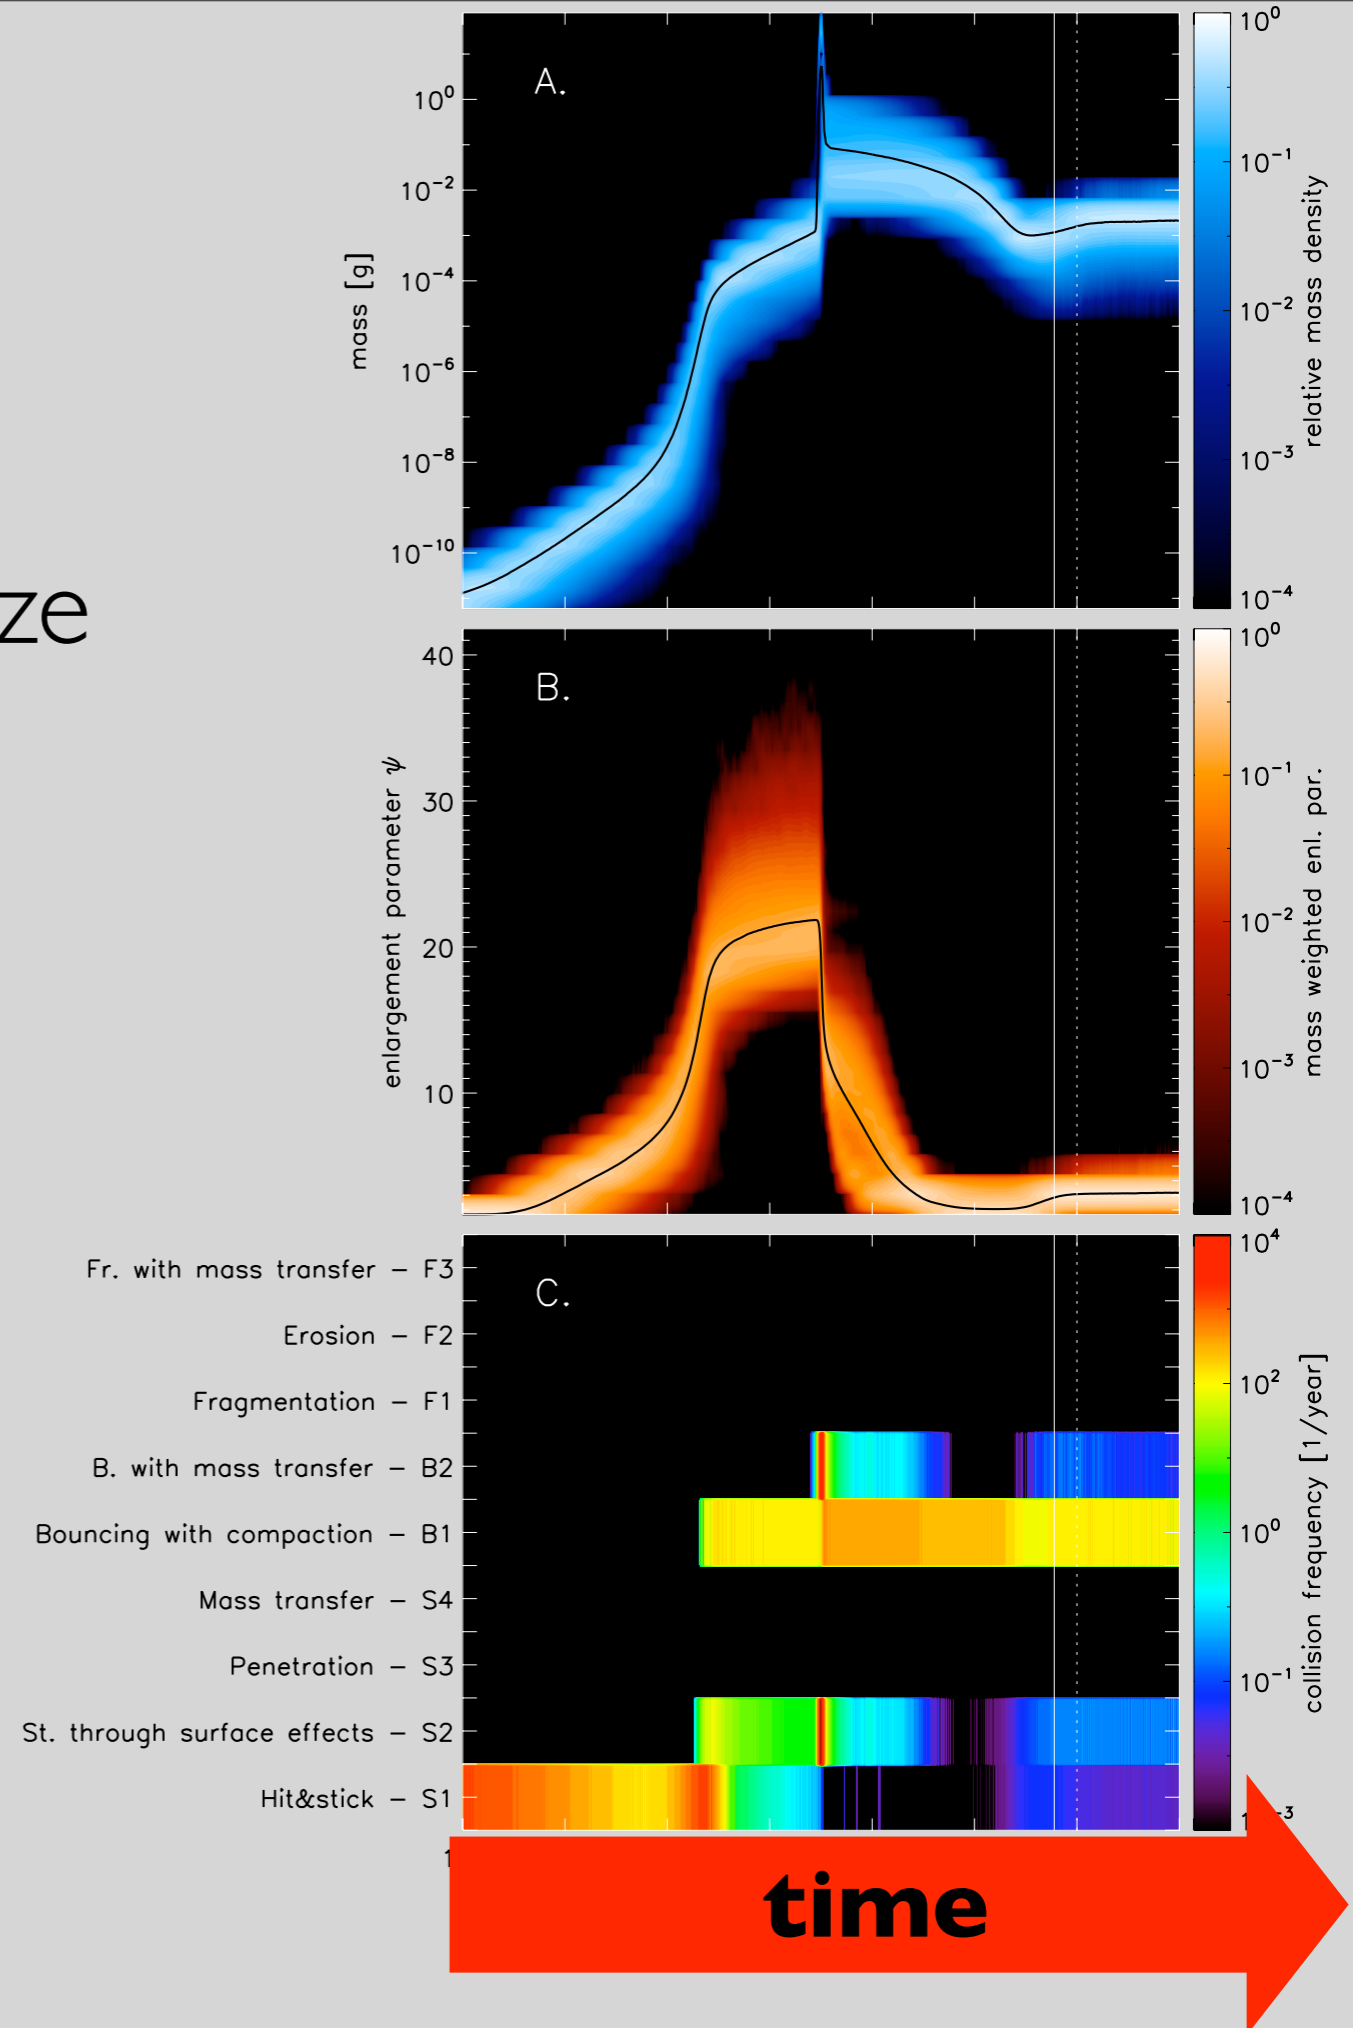 ze
A.
10⁰
10⁻²
10⁻⁴
10⁻⁶
10⁻⁸
10⁻¹⁰
mass [g]
10⁰
10⁻¹
10⁻²
10⁻³
10⁻⁴
relative mass density
B.
40
30
20
10
enlargement parameter ψ
10⁰
10⁻¹
10⁻²
10⁻³
10⁻⁴
mass weighted enl. par.
C.
Fr. with mass transfer – F3
Erosion – F2
Fragmentation – F1
B. with mass transfer – B2
Bouncing with compaction – B1
Mass transfer – S4
Penetration – S3
St. through surface effects – S2
Hit&stick – S1
10⁴
10²
10⁰
10⁻¹
collision frequency [1/year]
time